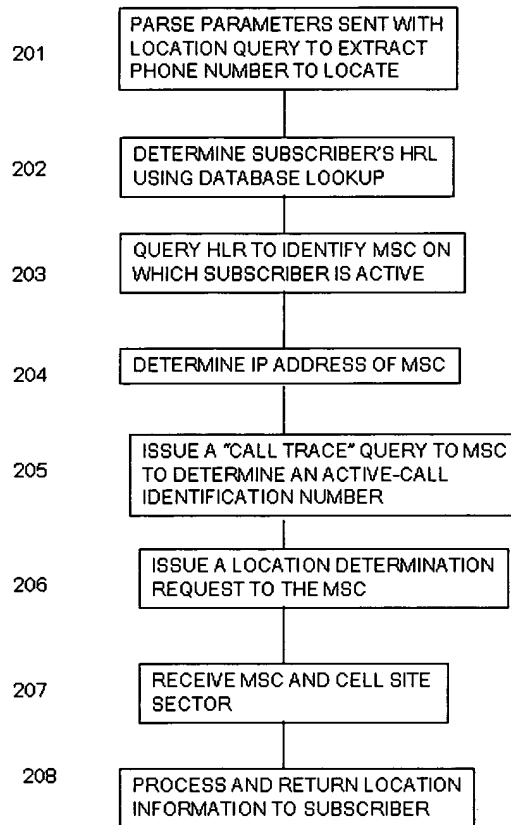 PARSE PARAMETERS SENT WITH
201
LOCATION QUERY TO EXTRACT
PHONE NUMBER TO LOCATE
202
DETERMINE SUBSCRIBER'S HRL
USING DATABASE LOOKUP
203
QUERY HLR TO IDENTIFY MSC ON
WHICH SUBSCRIBER IS ACTIVE
204
DETERMINE IP ADDRESS OF MSC
205
ISSUE A "CALL TRACE" QUERY TO MSC
TO DETERMINE AN ACTIVE-CALL
IDENTIFICATION NUMBER
206
ISSUE A LOCATION DETERMINATION
REQUEST TO THE MSC
207
RECEIVE MSC AND CELL SITE
SECTOR
208
PROCESS AND RETURN LOCATION
INFORMATION TO SUBSCRIBER